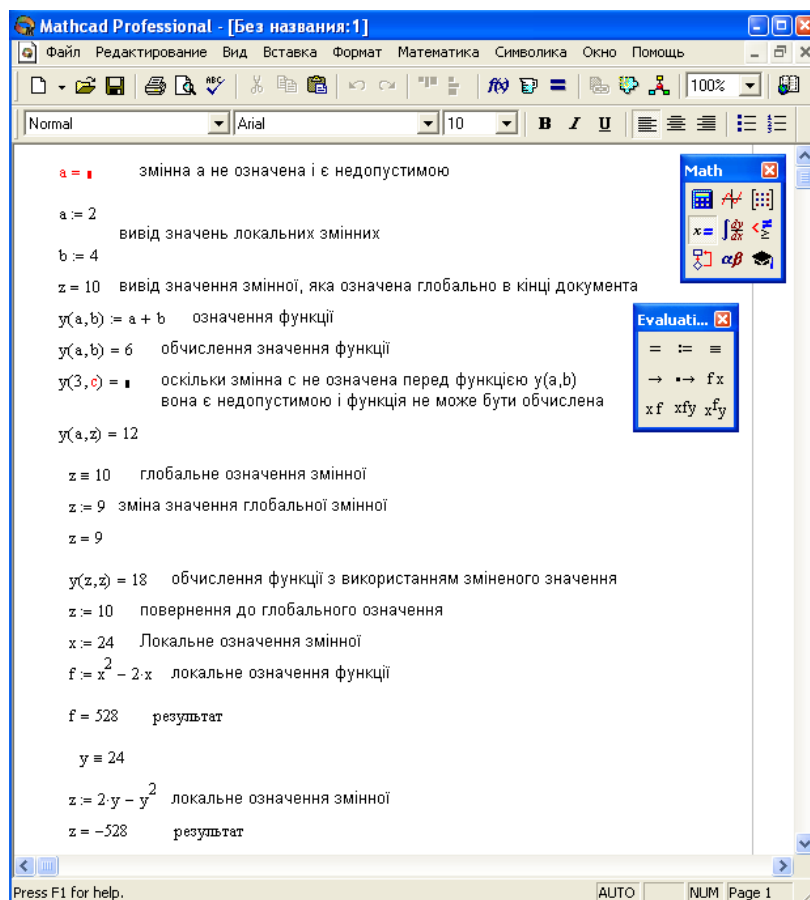 Mathcad Professional - [Без названия:1]
Файл Редактирование Вид Вставка Формат Математика Символика Окно Помощь
100%
Normal Arial 10 B I U
a = ▪ змінна a не означена і є недопустимою
a := 2
вивід значень локальних змінних
b := 4
z = 10 вивід значення змінної, яка означена глобально в кінці документа
y(a,b) := a + b означення функції
y(a,b) = 6 обчислення значення функції
y(3,c) = ▪ оскільки змінна c не означена перед функцією y(a,b)
вона є недопустимою і функція не може бути обчислена
y(a,z) = 12
z ≡ 10 глобальне означення змінної
z := 9 зміна значення глобальної змінної
z = 9
y(z,z) = 18 обчислення функції з використанням зміненого значення
z := 10 повернення до глобального означення
x := 24 Локальне означення змінної
f := x² − 2·x локальне означення функції
f = 528 результат
y ≡ 24
z := 2·y − y² локальне означення змінної
z = −528 результат
Math
x=
αβ
Evaluati...
= := ≡
→ ▪→ fx
xf xfy xfy
Press F1 for help.
AUTO NUM Page 1